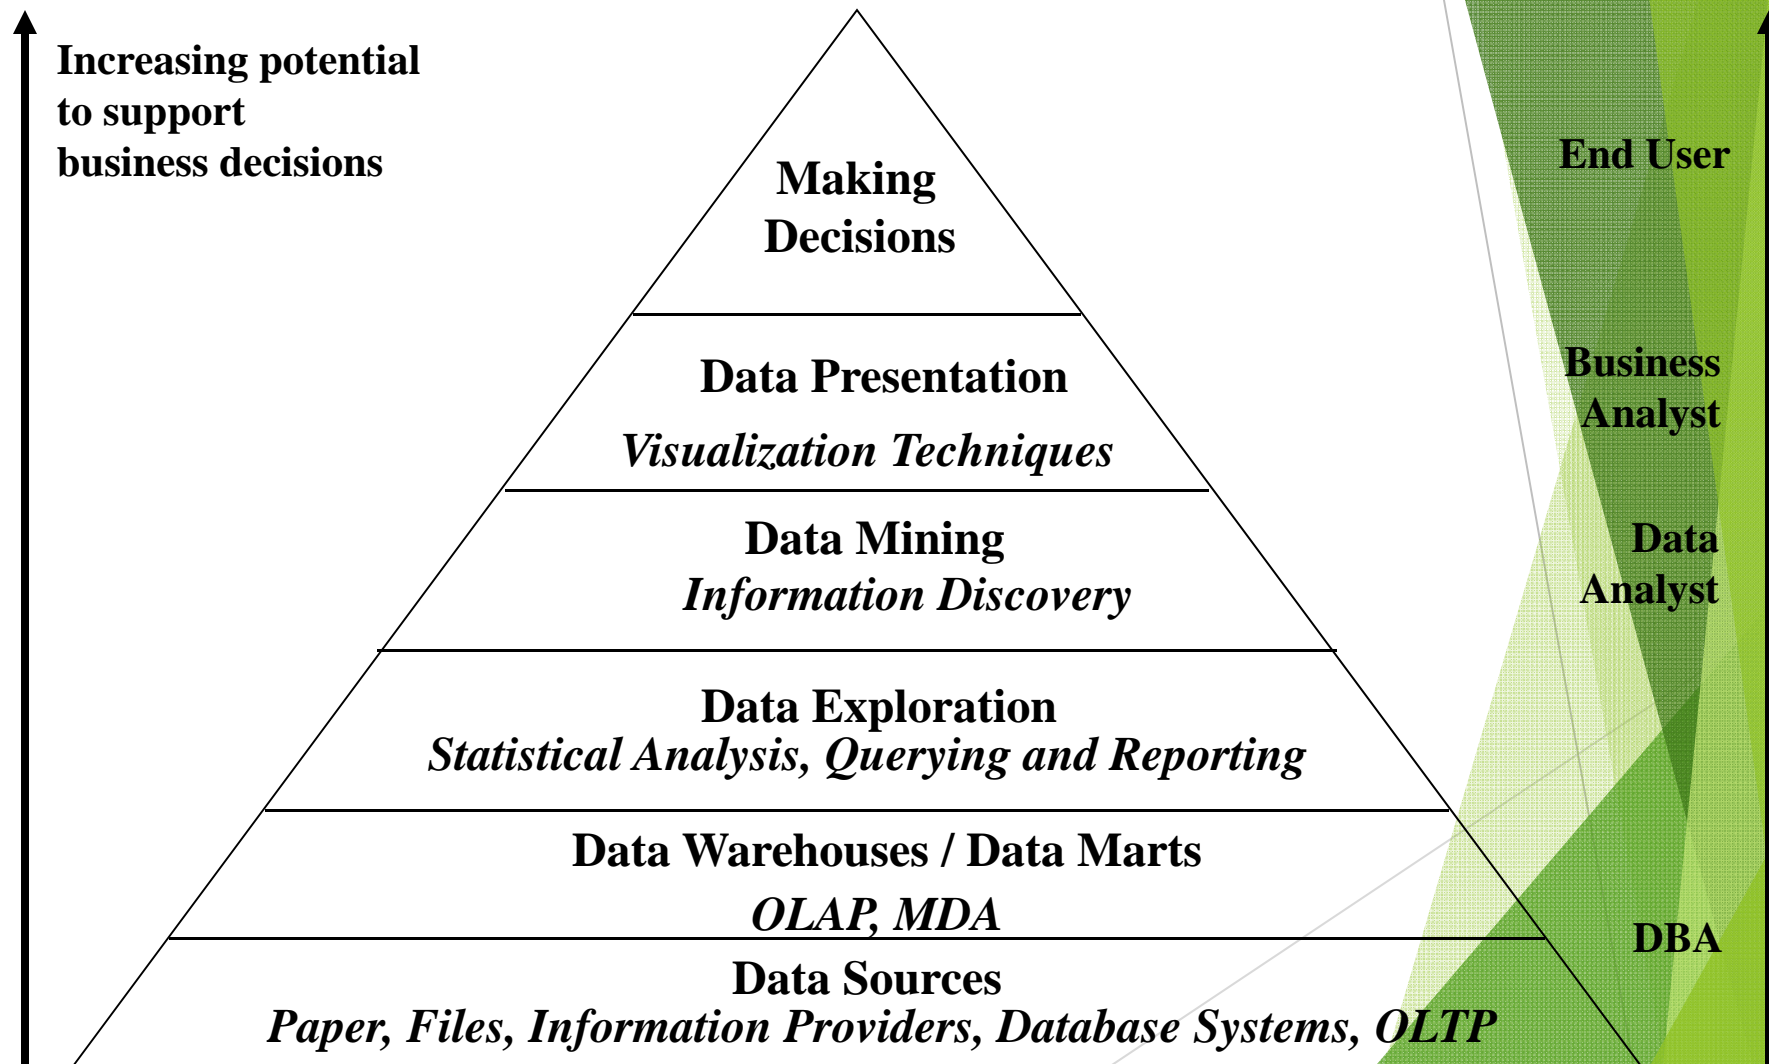 Increasing potential
to support
business decisions
End User
Making
Decisions
Business
Analyst
Data Presentation
Visualization Techniques
Data Mining
Information Discovery
Data
Analyst
Data Exploration
Statistical Analysis, Querying and Reporting
Data Warehouses / Data Marts
OLAP, MDA
DBA
Data Sources
Paper, Files, Information Providers, Database Systems, OLTP